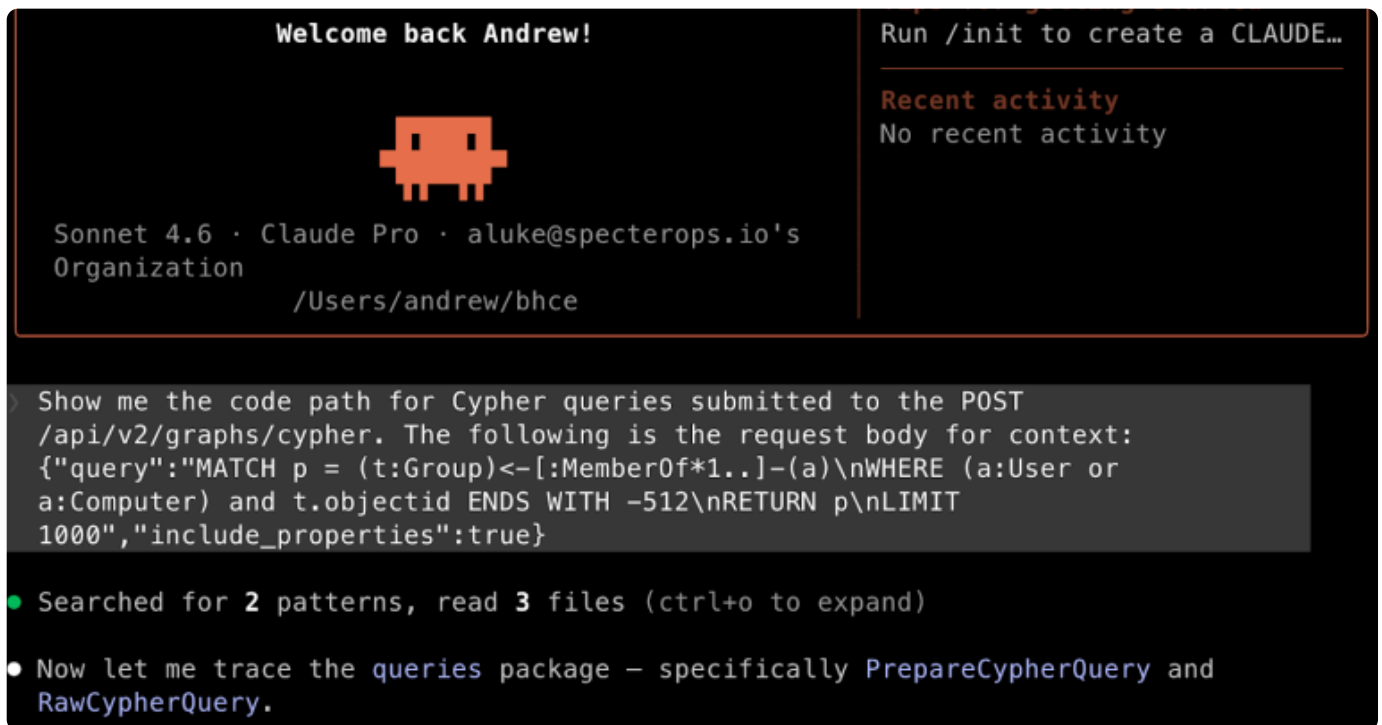 Welcome back Andrew!
Run /init to create a CLAUDE…
Recent activity
No recent activity
Sonnet 4.6 · Claude Pro · aluke@specterops.io's
Organization
/Users/andrew/bhce
› Show me the code path for Cypher queries submitted to the POST
/api/v2/graphs/cypher. The following is the request body for context:
{"query":"MATCH p = (t:Group)<-[:MemberOf*1..]-(a)\nWHERE (a:User or
a:Computer) and t.objectid ENDS WITH -512\nRETURN p\nLIMIT
1000","include_properties":true}
● Searched for 2 patterns, read 3 files (ctrl+o to expand)
● Now let me trace the queries package — specifically PrepareCypherQuery and
RawCypherQuery.